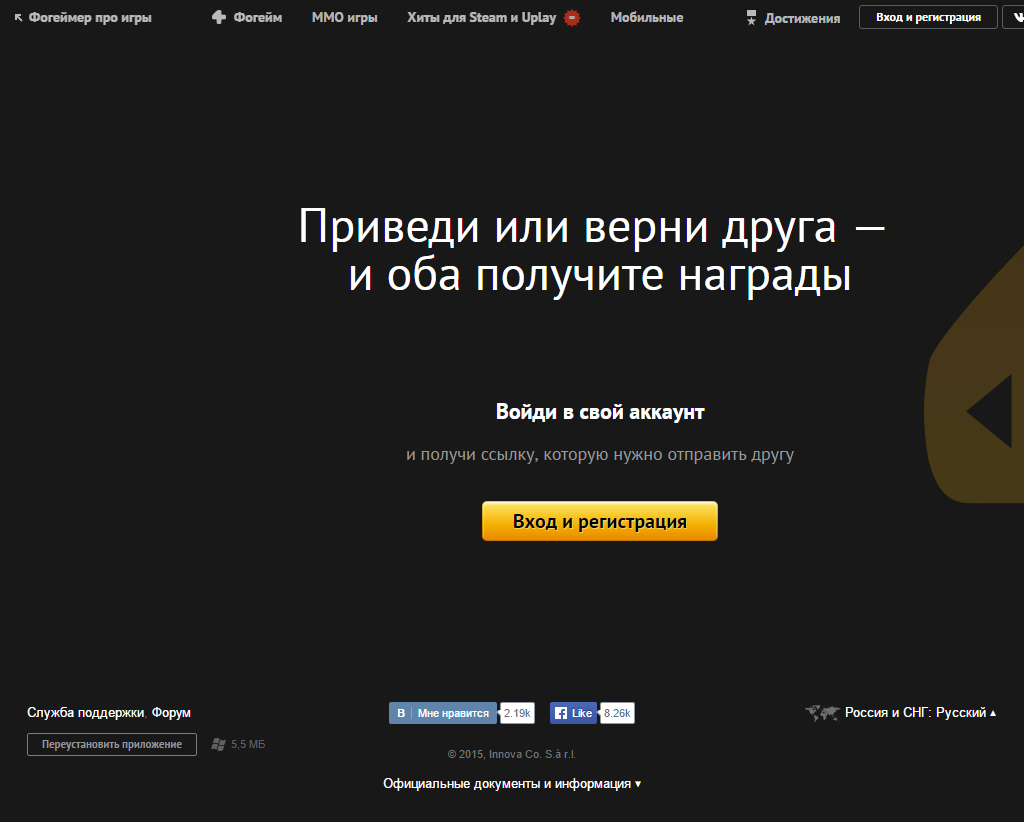 Фогеймер про игры
Фогейм
ММО игры
Хиты для Steam и Uplay
Мобильные
Достижения
Вход и регистрация
Приведи или верни друга —
и оба получите награды
Войди в свой аккаунт
и получи ссылку, которую нужно отправить другу
Вход и регистрация
Служба поддержки, Форум
Переустановить приложение
5,5 МБ
В Мне нравится 2.19k
Like 8.26k
© 2015, Innova Co. S.à r.l.
Официальные документы и информация ▾
Россия и СНГ: Русский ▴